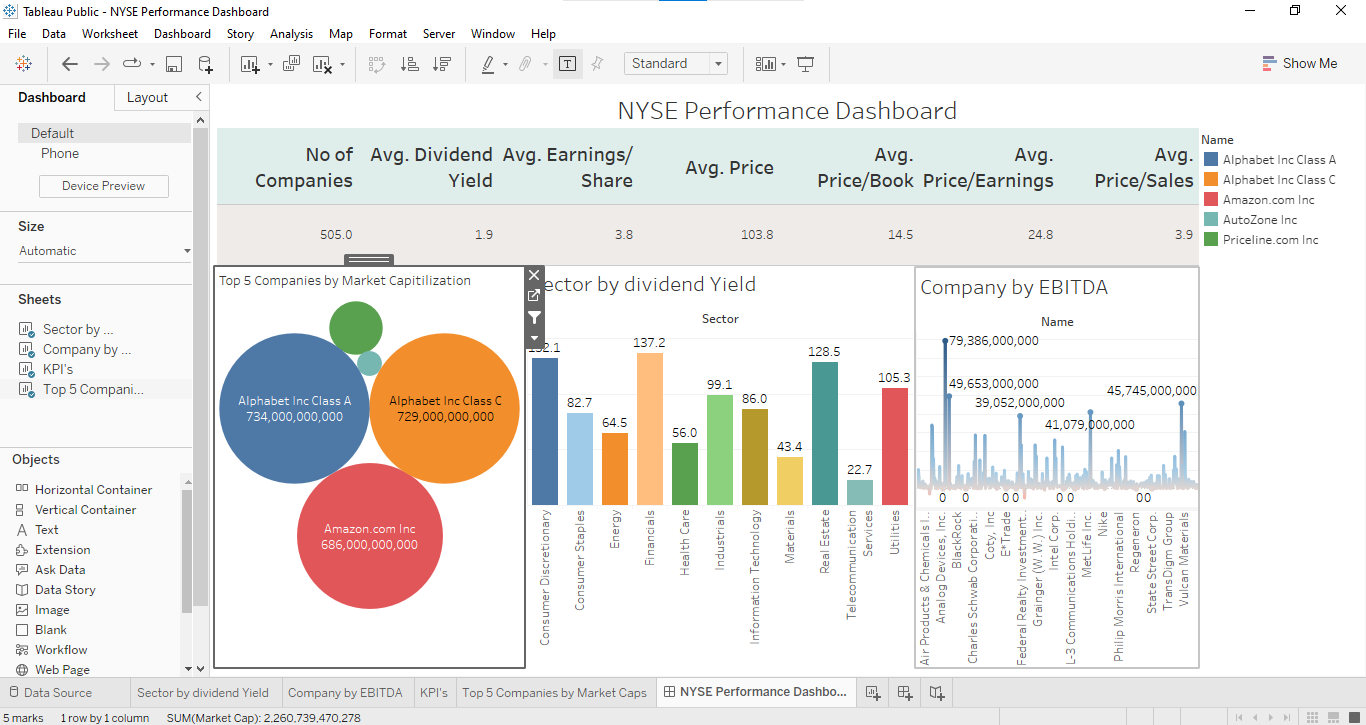 Tableau Public - NYSE Performance Dashboard
File Data Worksheet Dashboard Story Analysis Map Format Server Window Help
Standard
Show Me
Dashboard Layout
Default
Phone
Device Preview
Size
Automatic
Sheets
Sector by ...
Company by ...
KPI's
Top 5 Compani...
Objects
Horizontal Container
Vertical Container
Text
Extension
Ask Data
Data Story
Image
Blank
Workflow
Web Page
NYSE Performance Dashboard
No of Companies
Avg. Dividend Yield
Avg. Earnings/Share
Avg. Price
Avg. Price/Book
Avg. Price/Earnings
Avg. Price/Sales
505.0 1.9 3.8 103.8 14.5 24.8 3.9
Name
Alphabet Inc Class A
Alphabet Inc Class C
Amazon.com Inc
AutoZone Inc
Priceline.com Inc
Top 5 Companies by Market Capitilization
Alphabet Inc Class A
734,000,000,000
Alphabet Inc Class C
729,000,000,000
Amazon.com Inc
686,000,000,000
ector by dividend Yield
Sector
82.7
64.5
137.2
56.0
99.1
86.0
43.4
128.5
22.7
105.3
Consumer Discretionary
Consumer Staples
Energy
Financials
Health Care
Industrials
Information Technology
Materials
Real Estate
Telecommunication Services
Utilities
Company by EBITDA
Name
79,386,000,000
49,653,000,000
39,052,000,000
41,079,000,000
45,745,000,000
0 0 0 0 0 0 0 0
Air Products & Chemicals I..
Analog Devices, Inc.
BlackRock
Charles Schwab Corporati..
Coty, Inc
E*Trade
Federal Realty Investment..
Grainger (W.W.) Inc.
Intel Corp.
L-3 Communications Holdi..
MetLife Inc.
Nike
Philip Morris International
Regeneron
State Street Corp.
TransDigm Group
Vulcan Materials
Data Source Sector by dividend Yield Company by EBITDA KPI's Top 5 Companies by Market Caps NYSE Performance Dashbo...
5 marks 1 row by 1 column SUM(Market Cap): 2,260,739,470,278